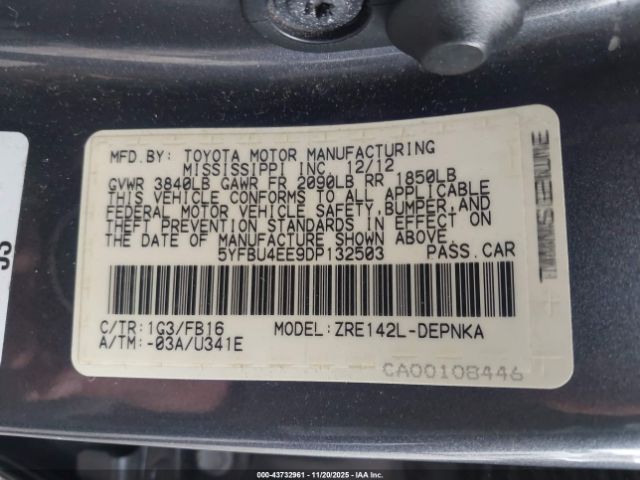 MFD.BY: TOYOTA MOTOR MANUFACTURING
MISSISSIPPI INC. 12/12
GVWR 3840LB GAWR FR 2090LB RR 1850LB
THIS VEHICLE CONFORMS TO ALL APPLICABLE
FEDERAL MOTOR VEHICLE SAFETY, BUMPER, AND
THEFT PREVENTION STANDARDS IN EFFECT ON
THE DATE OF MANUFACTURE SHOWN ABOVE.
5YFBU4EE9DP132503 PASS.CAR
C/TR:1G3/FB16 MODEL:ZRE142L-DEPNKA
A/TM:-03A/U341E
CA00108446
00-43732961 - 11/20/2025 - IAA Inc.